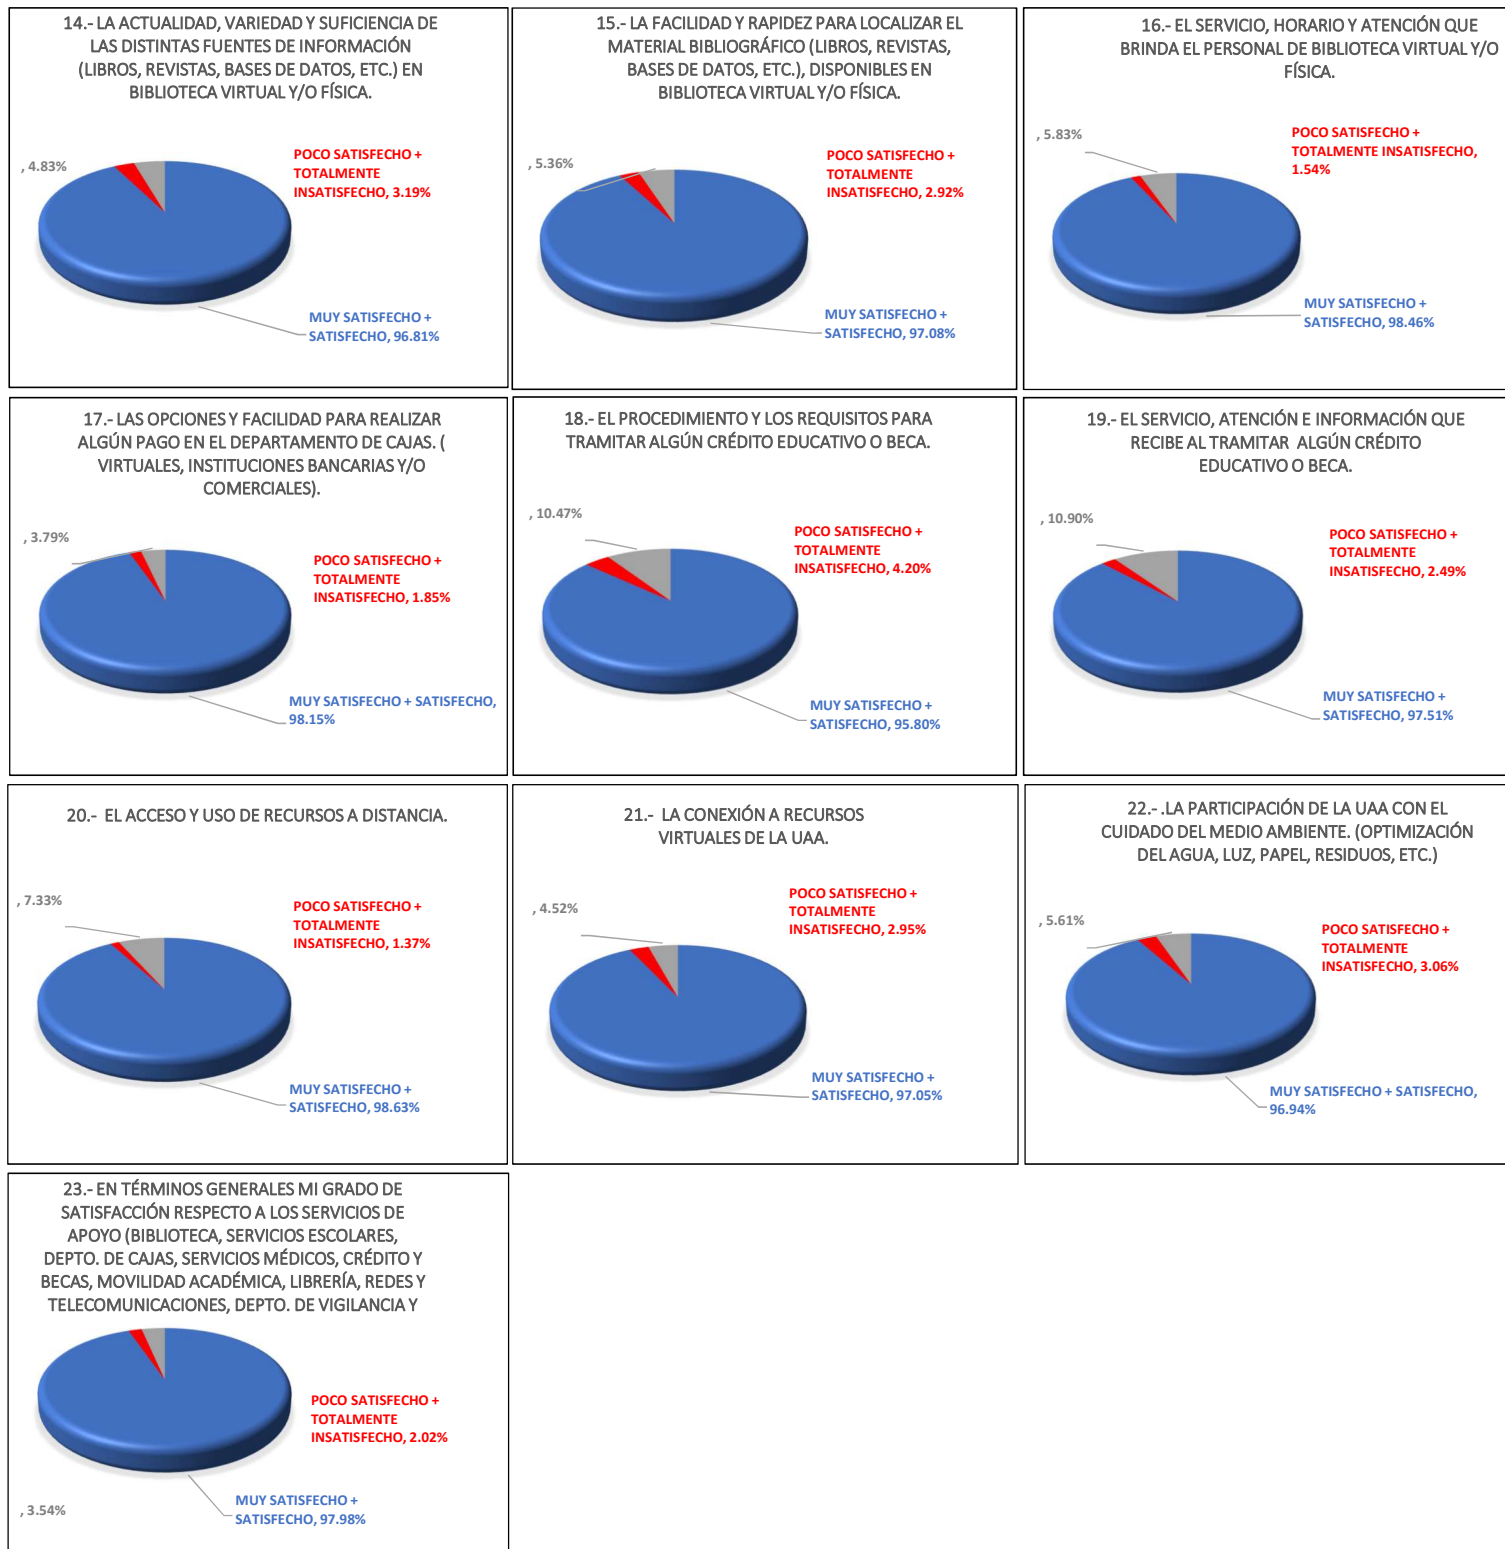 14.- LA ACTUALIDAD, VARIEDAD Y SUFICIENCIA DE
LAS DISTINTAS FUENTES DE INFORMACIÓN
(LIBROS, REVISTAS, BASES DE DATOS, ETC.) EN
BIBLIOTECA VIRTUAL Y/O FÍSICA.
, 4.83%
POCO SATISFECHO +
TOTALMENTE
INSATISFECHO, 3.19%
MUY SATISFECHO +
SATISFECHO, 96.81%
15.- LA FACILIDAD Y RAPIDEZ PARA LOCALIZAR EL
MATERIAL BIBLIOGRÁFICO (LIBROS, REVISTAS,
BASES DE DATOS, ETC.), DISPONIBLES EN
BIBLIOTECA VIRTUAL Y/O FÍSICA.
, 5.36%
POCO SATISFECHO +
TOTALMENTE
INSATISFECHO, 2.92%
MUY SATISFECHO +
SATISFECHO, 97.08%
16.- EL SERVICIO, HORARIO Y ATENCIÓN QUE
BRINDA EL PERSONAL DE BIBLIOTECA VIRTUAL Y/O
FÍSICA.
, 5.83%
POCO SATISFECHO +
TOTALMENTE INSATISFECHO,
1.54%
MUY SATISFECHO +
SATISFECHO, 98.46%
17.- LAS OPCIONES Y FACILIDAD PARA REALIZAR
ALGÚN PAGO EN EL DEPARTAMENTO DE CAJAS. (
VIRTUALES, INSTITUCIONES BANCARIAS Y/O
COMERCIALES).
, 3.79%
POCO SATISFECHO +
TOTALMENTE
INSATISFECHO, 1.85%
MUY SATISFECHO + SATISFECHO,
98.15%
18.- EL PROCEDIMIENTO Y LOS REQUISITOS PARA
TRAMITAR ALGÚN CRÉDITO EDUCATIVO O BECA.
, 10.47%
POCO SATISFECHO +
TOTALMENTE
INSATISFECHO, 4.20%
MUY SATISFECHO +
SATISFECHO, 95.80%
19.- EL SERVICIO, ATENCIÓN E INFORMACIÓN QUE
RECIBE AL TRAMITAR ALGÚN CRÉDITO
EDUCATIVO O BECA.
, 10.90%
POCO SATISFECHO +
TOTALMENTE
INSATISFECHO, 2.49%
MUY SATISFECHO +
SATISFECHO, 97.51%
20.- EL ACCESO Y USO DE RECURSOS A DISTANCIA.
, 7.33%
POCO SATISFECHO +
TOTALMENTE
INSATISFECHO, 1.37%
MUY SATISFECHO +
SATISFECHO, 98.63%
21.- LA CONEXIÓN A RECURSOS
VIRTUALES DE LA UAA.
, 4.52%
POCO SATISFECHO +
TOTALMENTE
INSATISFECHO, 2.95%
MUY SATISFECHO +
SATISFECHO, 97.05%
22.- .LA PARTICIPACIÓN DE LA UAA CON EL
CUIDADO DEL MEDIO AMBIENTE. (OPTIMIZACIÓN
DEL AGUA, LUZ, PAPEL, RESIDUOS, ETC.)
, 5.61%
POCO SATISFECHO +
TOTALMENTE
INSATISFECHO, 3.06%
MUY SATISFECHO + SATISFECHO,
96.94%
23.- EN TÉRMINOS GENERALES MI GRADO DE
SATISFACCIÓN RESPECTO A LOS SERVICIOS DE
APOYO (BIBLIOTECA, SERVICIOS ESCOLARES,
DEPTO. DE CAJAS, SERVICIOS MÉDICOS, CRÉDITO Y
BECAS, MOVILIDAD ACADÉMICA, LIBRERÍA, REDES Y
TELECOMUNICACIONES, DEPTO. DE VIGILANCIA Y
POCO SATISFECHO +
TOTALMENTE
INSATISFECHO, 2.02%
MUY SATISFECHO +
SATISFECHO, 97.98%
, 3.54%